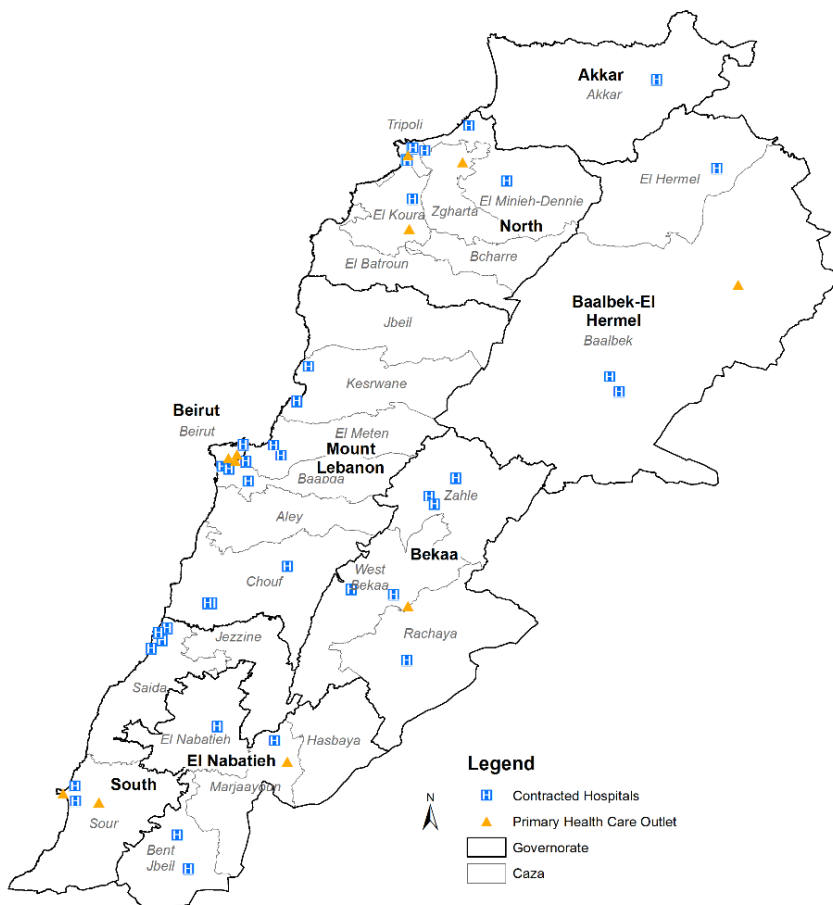 Akkar
Akkar
Tripoli
El Hermel
El Minieh-Dennie
El Koura
Zgharta
North
Bcharre
El Batroun
Baalbek-El
Hermel
Baalbek
Jbeil
Kesrwane
Beirut
Beirut
El Meten
Mount
Lebanon
Baabda
Zahle
Aley
Bekaa
West
Bekaa
Chouf
Rachaya
Jezzine
Saida
El Nabatieh
Hasbaya
El Nabatieh
Marjaayoun
South
Sour
Bent
Jbeil
N
Legend
H Contracted Hospitals
Primary Health Care Outlet
Governorate
Caza